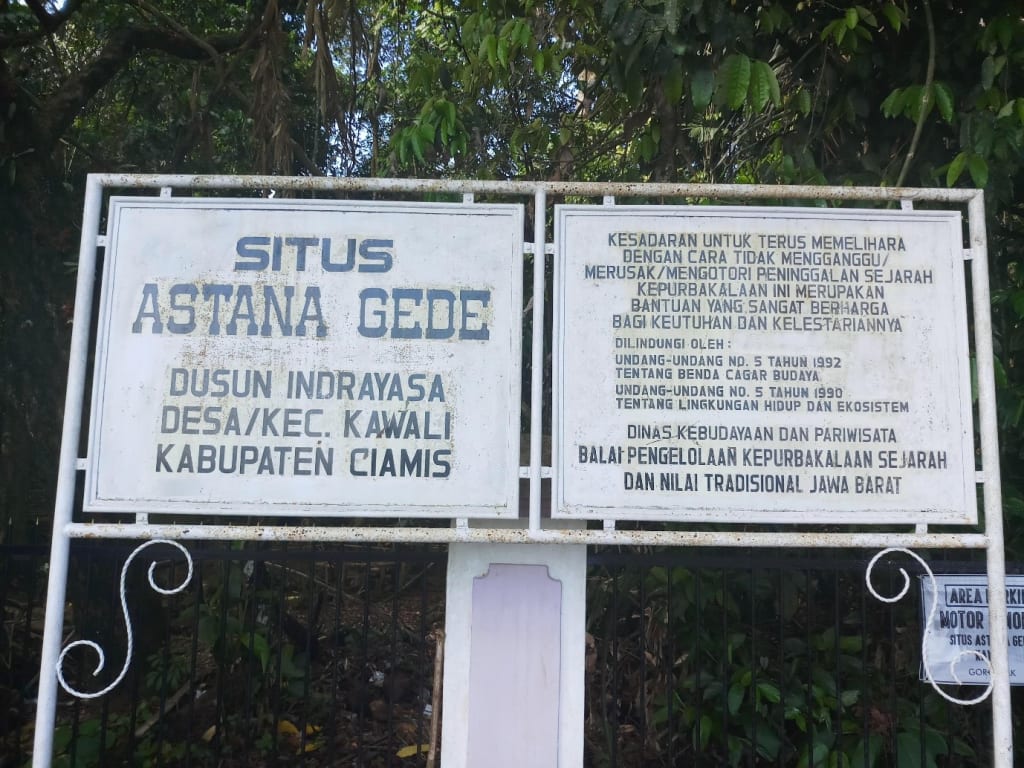 SITUS
ASTANA GEDE
DUSUN INDRAYASA
DESA/KEC. KAWALI
KABUPATEN CIAMIS
KESADARAN UNTUK TERUS MEMELIHARA
DENGAN CARA TIDAK MENGGANGGU/
MERUSAK/MENGOTORI PENINGGALAN SEJARAH
KEPURBAKALAAN INI MERUPAKAN
BANTUAN YANG SANGAT BERHARGA
BAGI KEUTUHAN DAN KELESTARIANNYA
DILINDUNGI OLEH :
UNDANG-UNDANG NO. 5 TAHUN 1992
TENTANG BENDA CAGAR BUDAYA
UNDANG-UNDANG NO. 5 TAHUN 1990
TENTANG LINGKUNGAN HIDUP DAN EKOSISTEM
DINAS KEBUDAYAAN DAN PARIWISATA
BALAI PENGELOLAAN KEPURBAKALAAN SEJARAH
DAN NILAI TRADISIONAL JAWA BARAT
AREA
MOTOR
SITUS